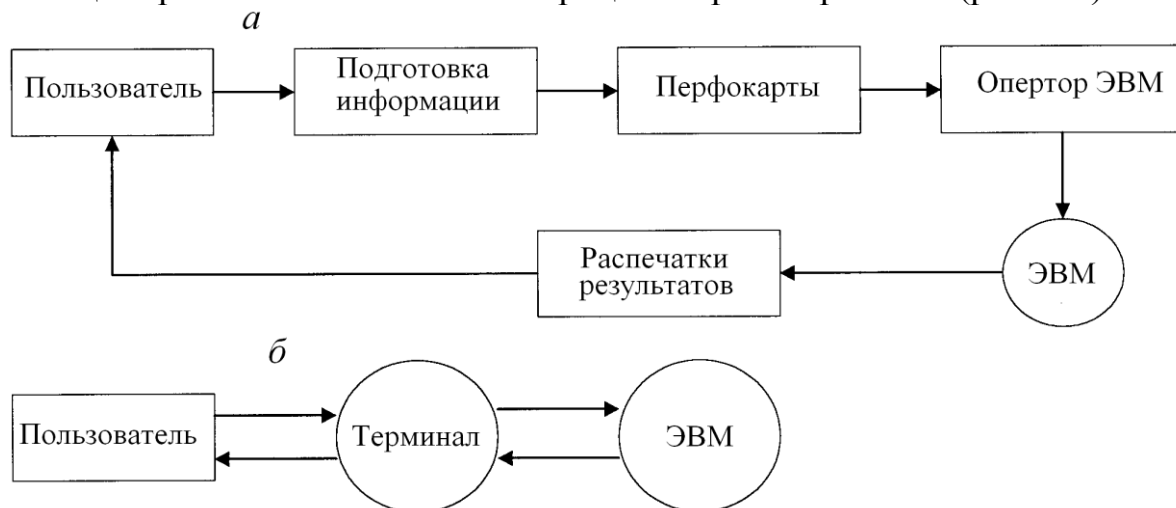 а
Пользователь
Подготовка
информации
Перфокарты
Опертор ЭВМ
Распечатки
результатов
ЭВМ
б
Пользователь
Терминал
ЭВМ